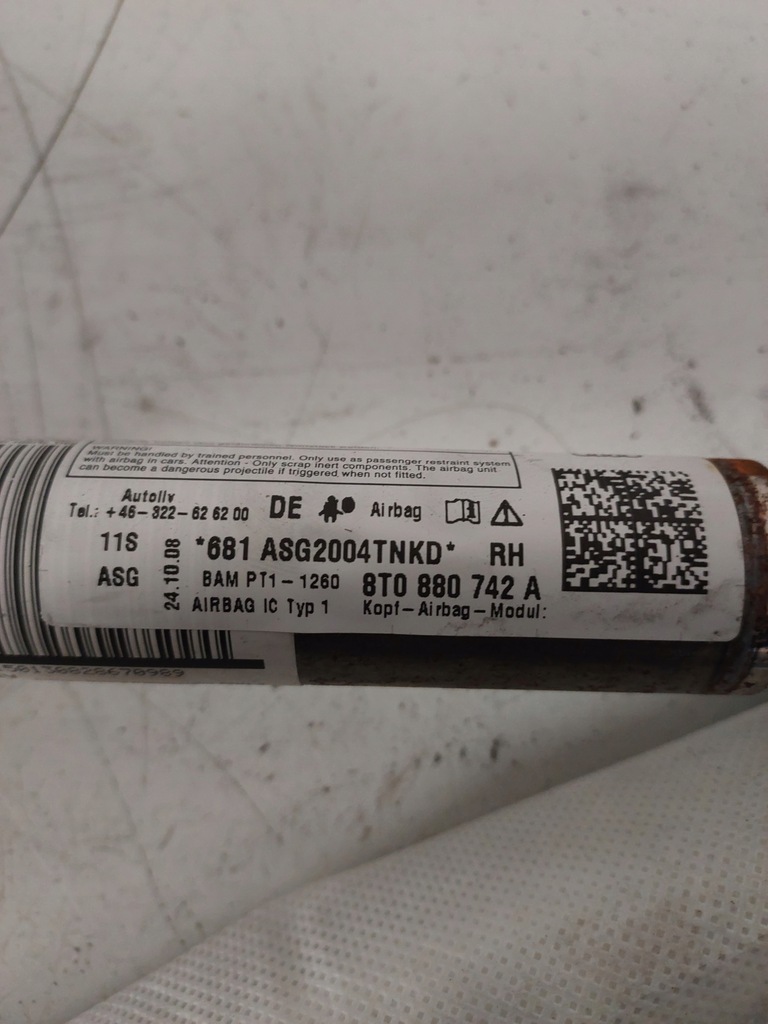 WARNING!
Must be handled by trained personnel. Only use as passenger restraint system
with airbag in cars. Attention - Only scrap inert components. The airbag unit
can become a dangerous projectile if triggered when not fitted.
Autoliv
Tel.: +46-322-62 62 00
DE
Airbag
11S
24.10.08
*681 ASG2004TNKD*
RH
ASG
BAM PT1-1260
8T0 880 742 A
AIRBAG IC Typ 1
Kopf-Airbag-Modul:
50130828670989